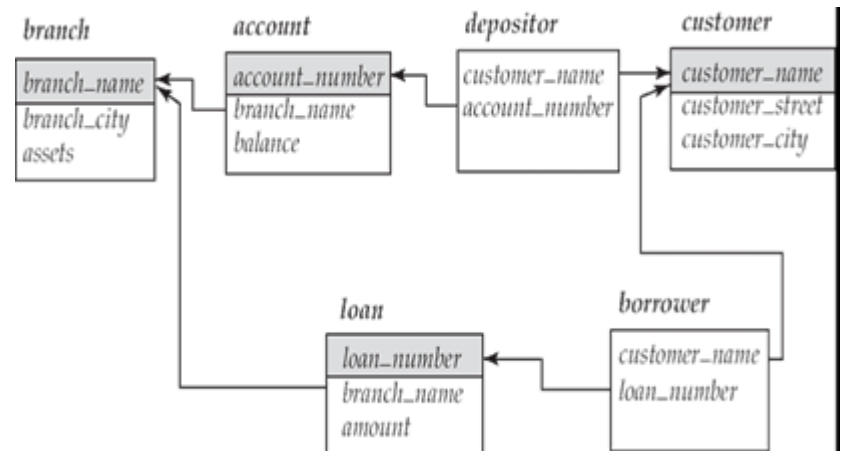 branch
branch_name
branch_city
assets
account
account_number
branch_name
balance
depositor
customer_name
account_number
customer
customer_name
customer_street
customer_city
loan
loan_number
branch_name
amount
borrower
customer_name
loan_number